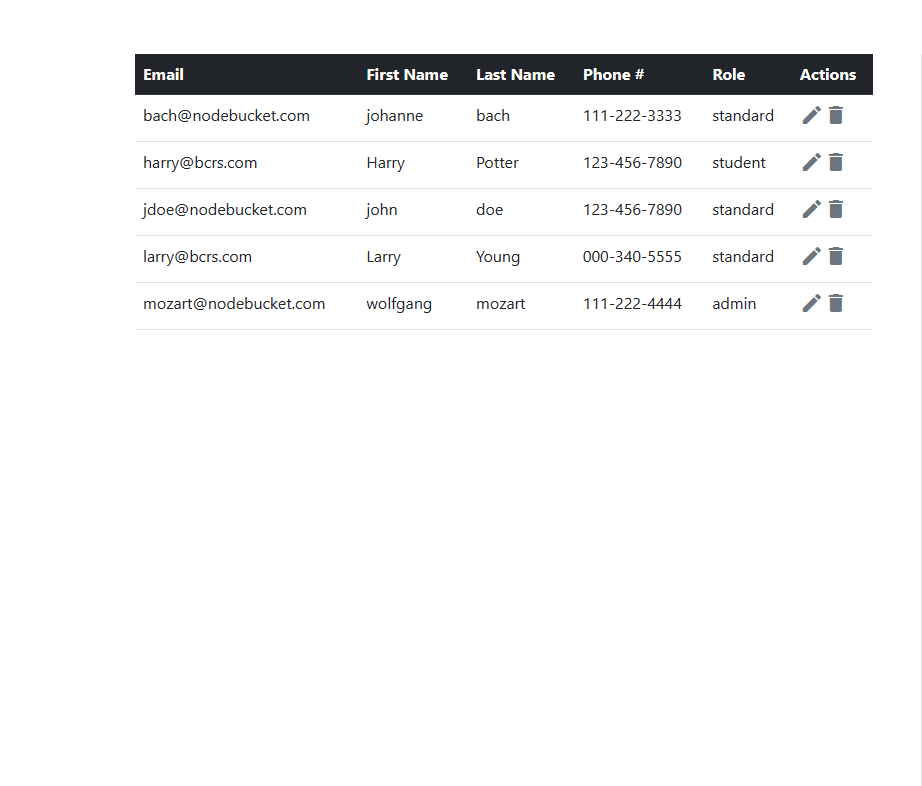 Email First Name Last Name Phone # Role Actions
bach@nodebucket.com johanne bach 111-222-3333 standard
harry@bcrs.com Harry Potter 123-456-7890 student
jdoe@nodebucket.com john doe 123-456-7890 standard
larry@bcrs.com Larry Young 000-340-5555 standard
mozart@nodebucket.com wolfgang mozart 111-222-4444 admin